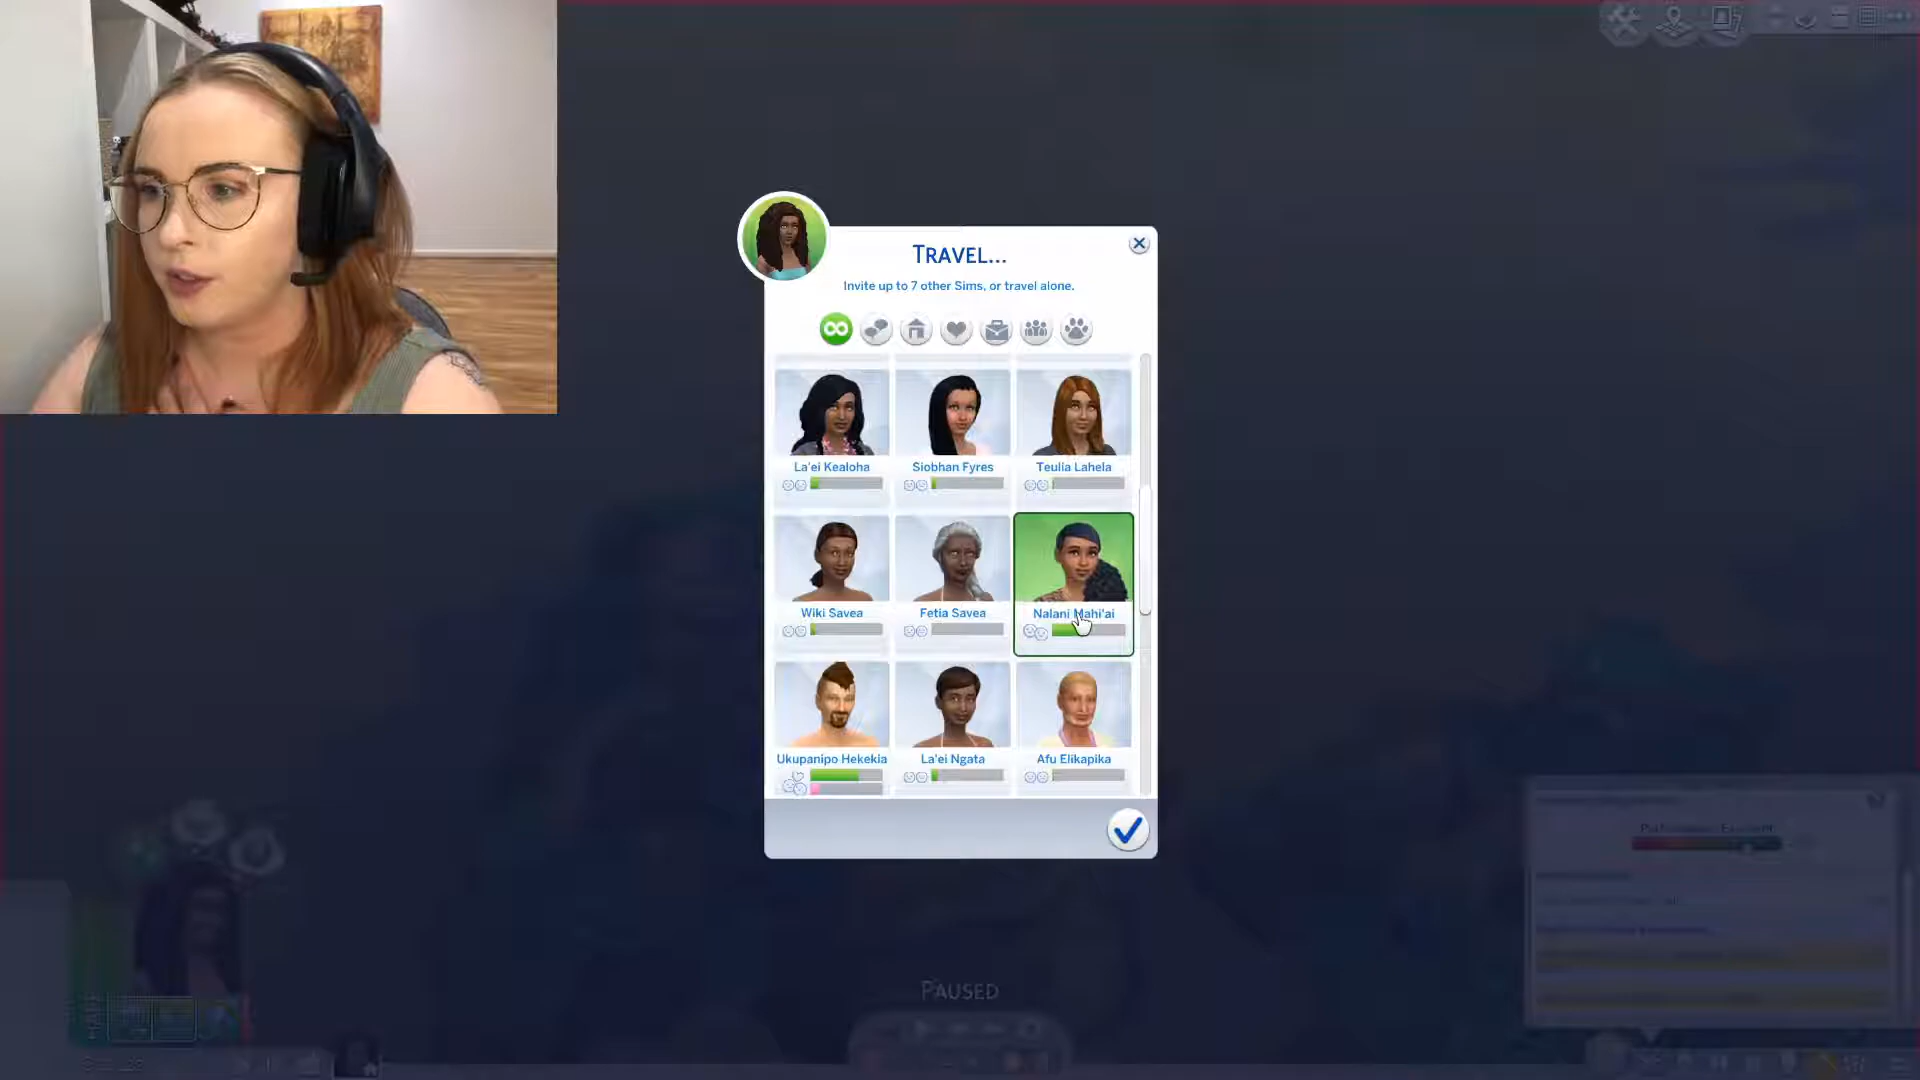 TRAVEL...
Invite up to 7 other Sims, or travel alone.
La'ei Kealoha
Siobhan Fyres
Teulia Lahela
Wiki Savea
Fetia Savea
Nalani Mahi'ai
Ukupanipo Hekekia
La'ei Ngata
Afu Elikapika
PAUSED